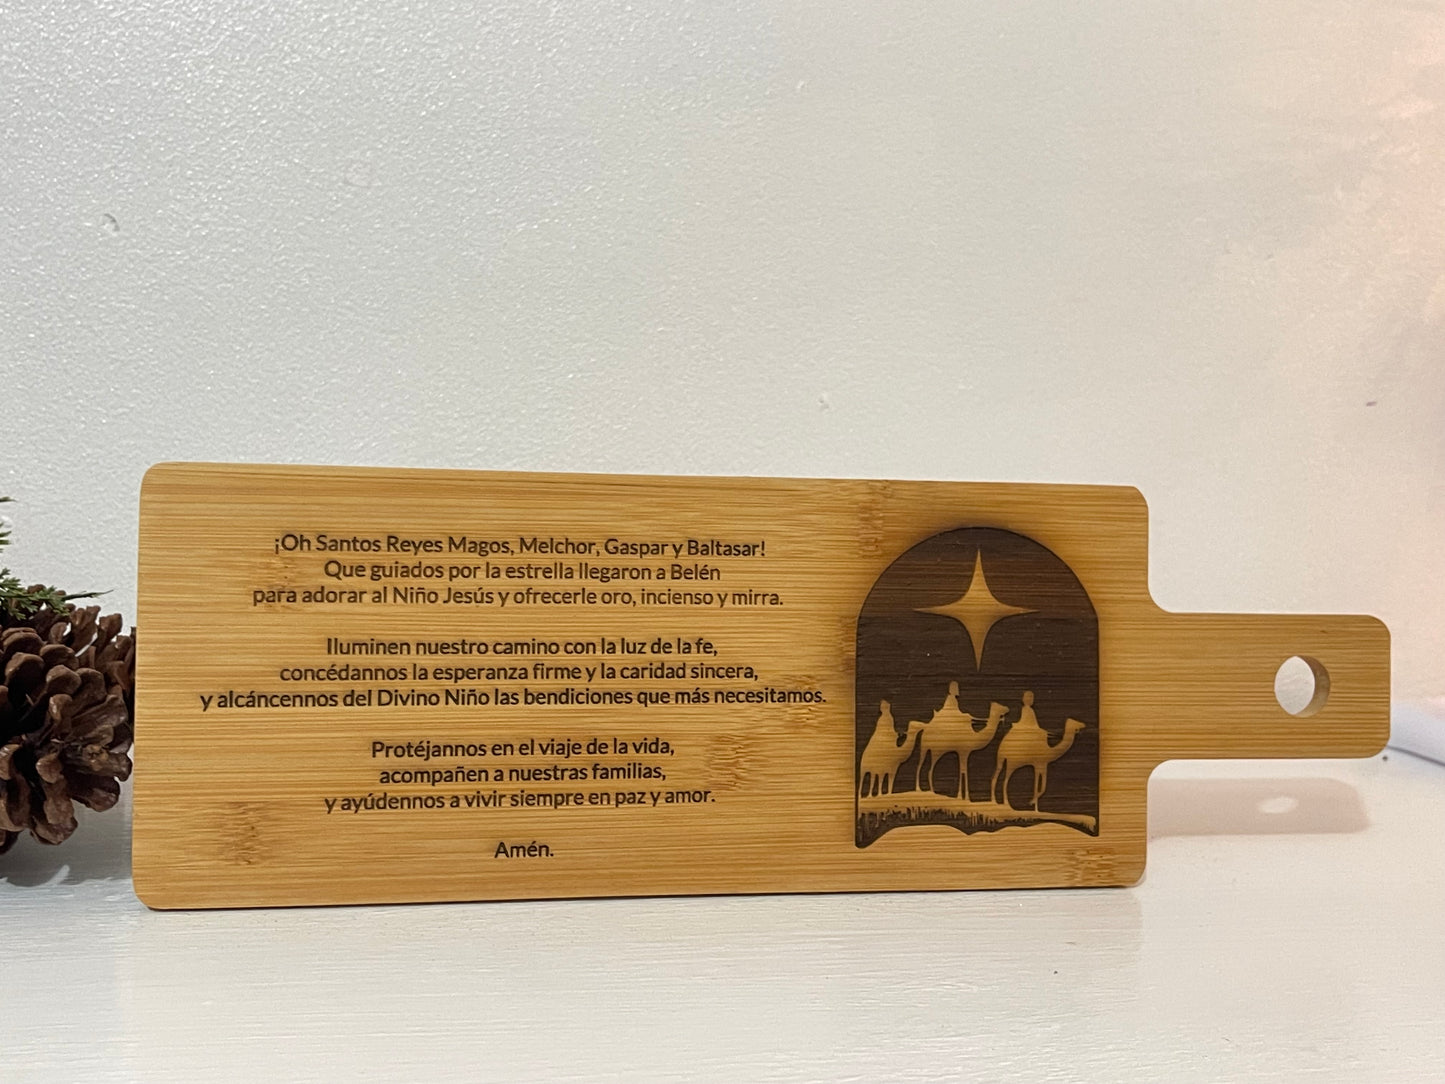 ¡Oh Santos Reyes Magos, Melchor, Gaspar y Baltasar!
Que guiados por la estrella llegaron a Belén
para adorar al Niño Jesús y ofrecerle oro, incienso y mirra.
Iluminen nuestro camino con la luz de la fe,
concédannos la esperanza firme y la caridad sincera,
y alcáncennos del Divino Niño las bendiciones que más necesitamos.
Protéjannos en el viaje de la vida,
acompañen a nuestras familias,
y ayúdennos a vivir siempre en paz y amor.
Amén.